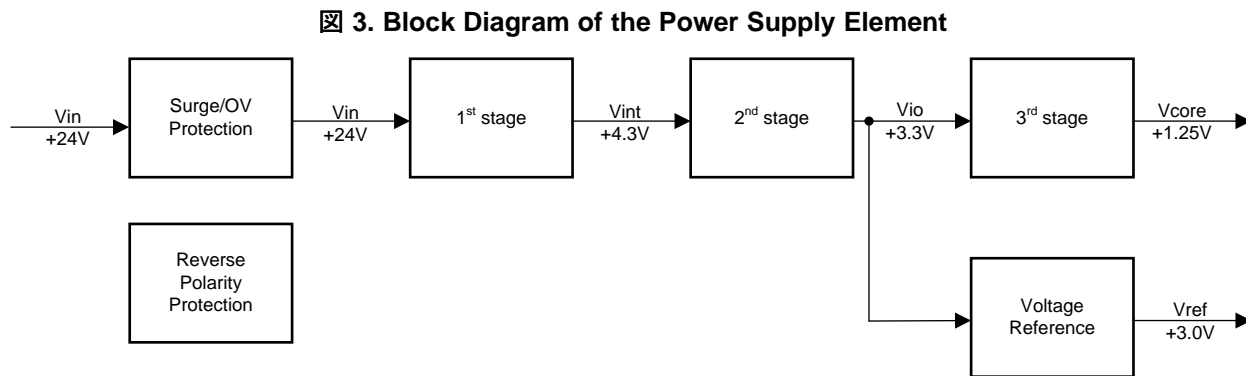 図 3. Block Diagram of the Power Supply Element
Vin
+24V
Surge/OV
Protection
Vin
+24V
1st stage
Vint
+4.3V
2nd stage
Vio
+3.3V
3rd stage
Vcore
+1.25V
Reverse
Polarity
Protection
Voltage
Reference
Vref
+3.0V